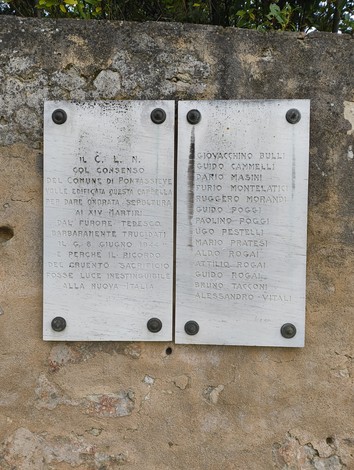 IL C. L. N.
COL CONSENSO
DEL COMUNE DI PONTASSIEVE
VOLLE EDIFICATA QUESTA CAPPELLA
PER DARE ONORATA SEPOLTURA
AI XIV MARTIRI
DAL FURORE TEDESCO
BARBARAMENTE TRUCIDATI
IL G. 8 GIUGNO
E PERCHÈ IL RICORDO
DEL CRUENTO SACRIFICIO
FOSSE LUCE INESTINGUIBILE
ALLA NUOVA ITALIA
GIOVACCHINO BULLI
GUIDO CAMMELLI
DARIO MASINI
FURIO MONTELATICI
RUGGERO MORANDI
GUIDO POGGI
PAOLINO POGGI
UGO PESTELLI
MARIO PRATESI
ALDO ROGAI
ATTILIO ROGAI
GUIDO ROGAI
BRUNO TACCONI
ALESSANDRO VITALI